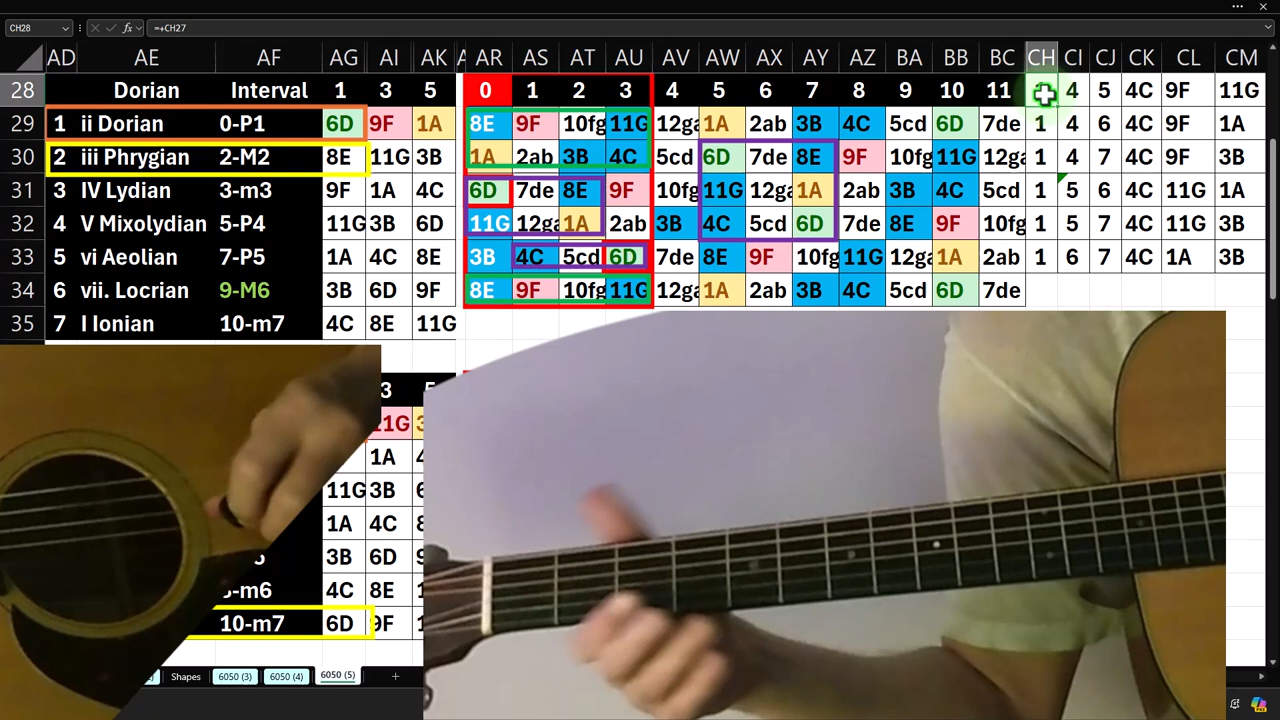 CH28 fx =+CH27
AD AE AF AG AI AK AR AS AT AU AV AW AX AY AZ BA BB BC CH CI CJ CK CL CM
28 Dorian Interval 1 3 5 0 1 2 3 4 5 6 7 8 9 10 11 4 5 4C 9F 11G
29 1 ii Dorian 0-P1 6D 9F 1A 8E 9F 10fg 11G 12ga 1A 2ab 3B 4C 5cd 6D 7de 1 4 6 4C 9F 1A
30 2 iii Phrygian 2-M2 8E 11G 3B 1A 2ab 3B 4C 5cd 6D 7de 8E 9F 10fg 11G 12ga 1 4 7 4C 9F 3B
31 3 IV Lydian 3-m3 9F 1A 4C 6D 7de 8E 9F 10fg 11G 12ga 1A 2ab 3B 4C 5cd 1 5 6 4C 11G 1A
32 4 V Mixolydian 5-P4 11G 3B 6D 11G 12ga 1A 2ab 3B 4C 5cd 6D 7de 8E 9F 10fg 1 5 7 4C 11G 3B
33 5 vi Aeolian 7-P5 1A 4C 8E 3B 4C 5cd 6D 7de 8E 9F 10fg 11G 12ga 1A 2ab 1 6 7 4C 1A 3B
34 6 vii. Locrian 9-M6 3B 6D 9F 8E 9F 10fg 11G 12ga 1A 2ab 3B 4C 5cd 6D 7de
35 7 I Ionian 10-m7 4C 8E 11G
3
11G
1A
11G 3B
1A 4C
3B 6D
-m6 4C 8E
10-m7 6D 9F
Shapes 6050 (3) 6050 (4) 6050 (5) +